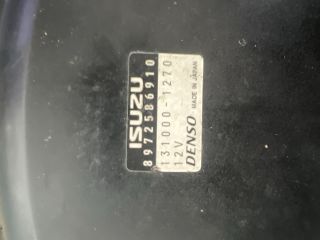 ISUZU
8972586910
131000-1270
12V
DENSO MADE IN JAPAN